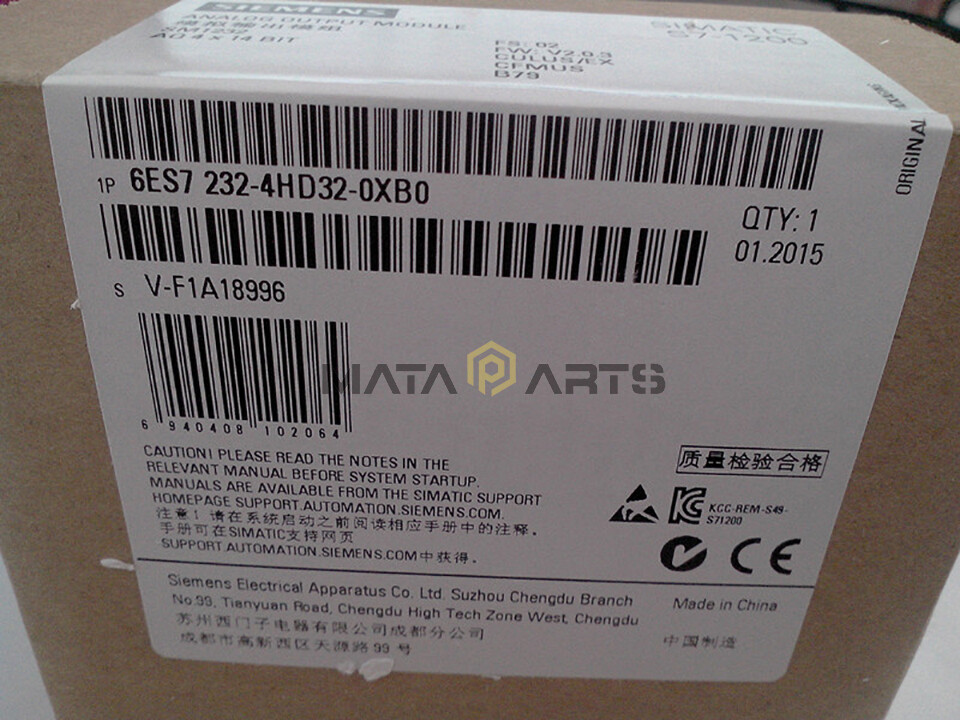 SIEMENS
ANALOG OUTPUT MODULE
模拟输出模块
SM1232
AO 4 x 14 BIT
FS: 02
FW: V2.0.3
CULUS/EX
CFMUS
B79
SIMATIC
S7-1200
ORIGINAL
1P 6ES7 232-4HD32-0XB0
QTY: 1
01.2015
S V-F1A18996
MATA PARTS
6 940408 102064
CAUTION! PLEASE READ THE NOTES IN THE
RELEVANT MANUAL BEFORE SYSTEM STARTUP.
MANUALS ARE AVAILABLE FROM THE SIMATIC SUPPORT
HOMEPAGE SUPPORT.AUTOMATION.SIEMENS.COM.
注意！请在系统启动之前阅读相应手册中的注释。
手册可在SIMATIC支持网页
SUPPORT.AUTOMATION.SIEMENS.COM中获得。
质量检验合格
KCC-REM-S49-
S71200
CE
Siemens Electrical Apparatus Co. Ltd. Suzhou Chengdu Branch
No.99, Tianyuan Road, Chengdu High Tech Zone West, Chengdu
苏州西门子电器有限公司成都分公司
成都市高新西区天源路99号
Made in China
中国制造